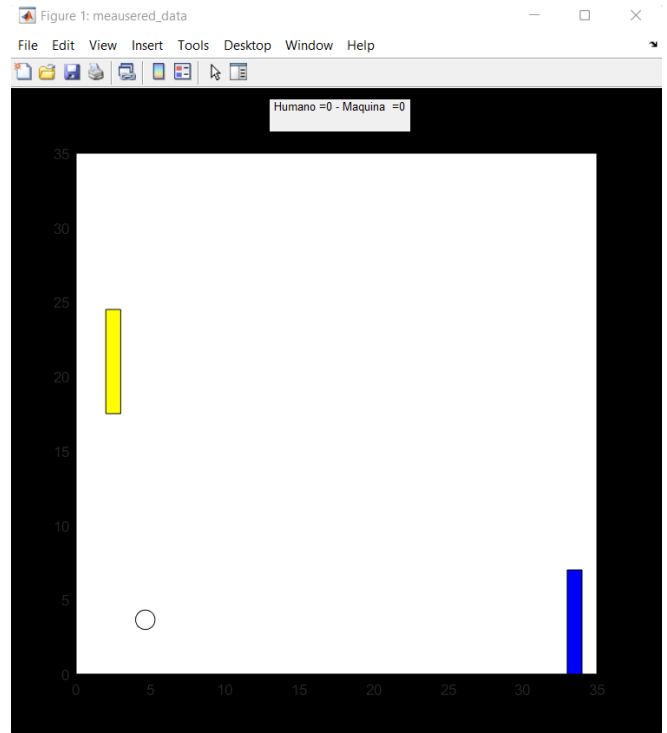 Figure 1: meausered_data
File Edit View Insert Tools Desktop Window Help
Humano =0 - Maquina  =0
35
30
25
20
15
10
5
0
0 5 10 15 20 25 30 35